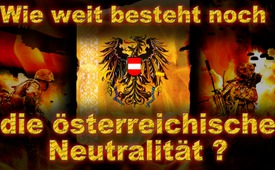 Wie weit besteht noch
die österreichische
Neutralität ?